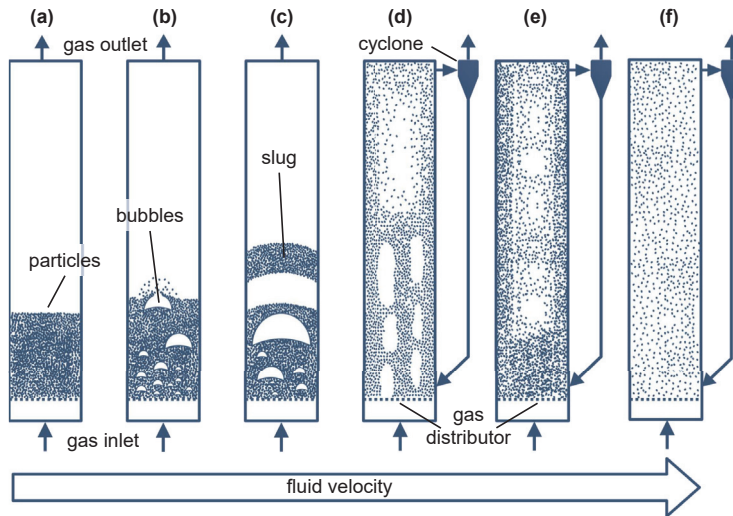 (a) (b) (c) (d) (e) (f)
gas outlet
cyclone
slug
bubbles
particles
gas
distributor
gas inlet
fluid velocity